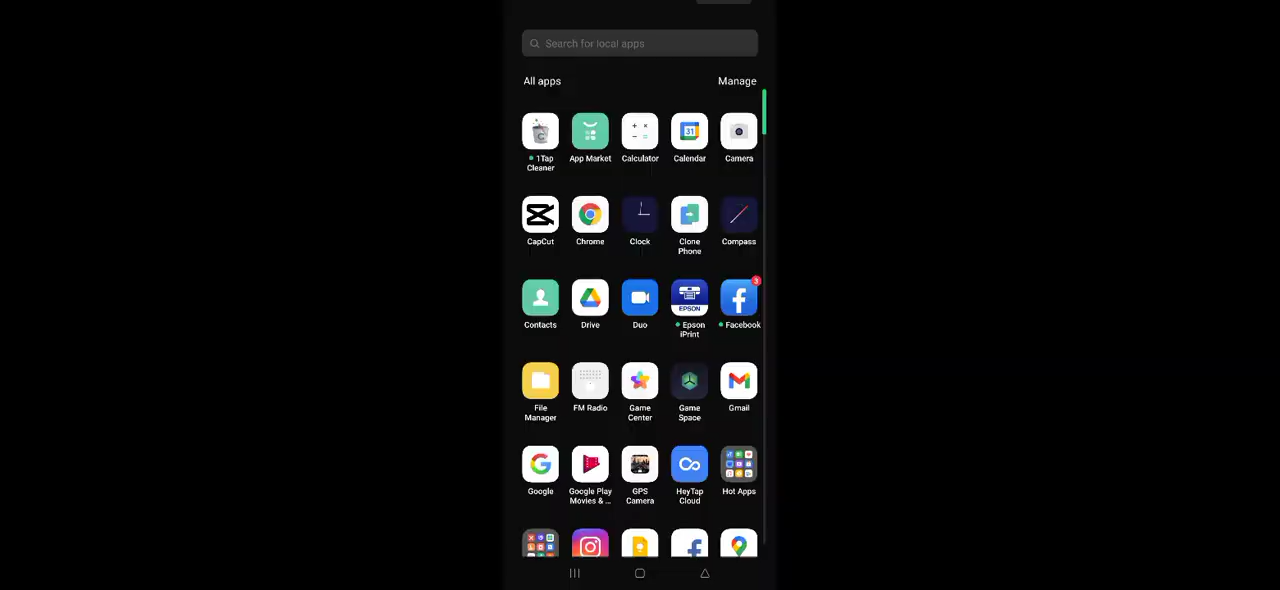 Search for local apps
All apps
Manage
1Tap Cleaner
App Market
Calculator
31
Calendar
Camera
CapCut
Chrome
Clock
Clone Phone
Compass
Contacts
Drive
Duo
EPSON
Epson iPrint
3
Facebook
File Manager
FM Radio
Game Center
Game Space
Gmail
Google
Google Play Movies & ...
GPS Camera
HeyTap Cloud
Hot Apps